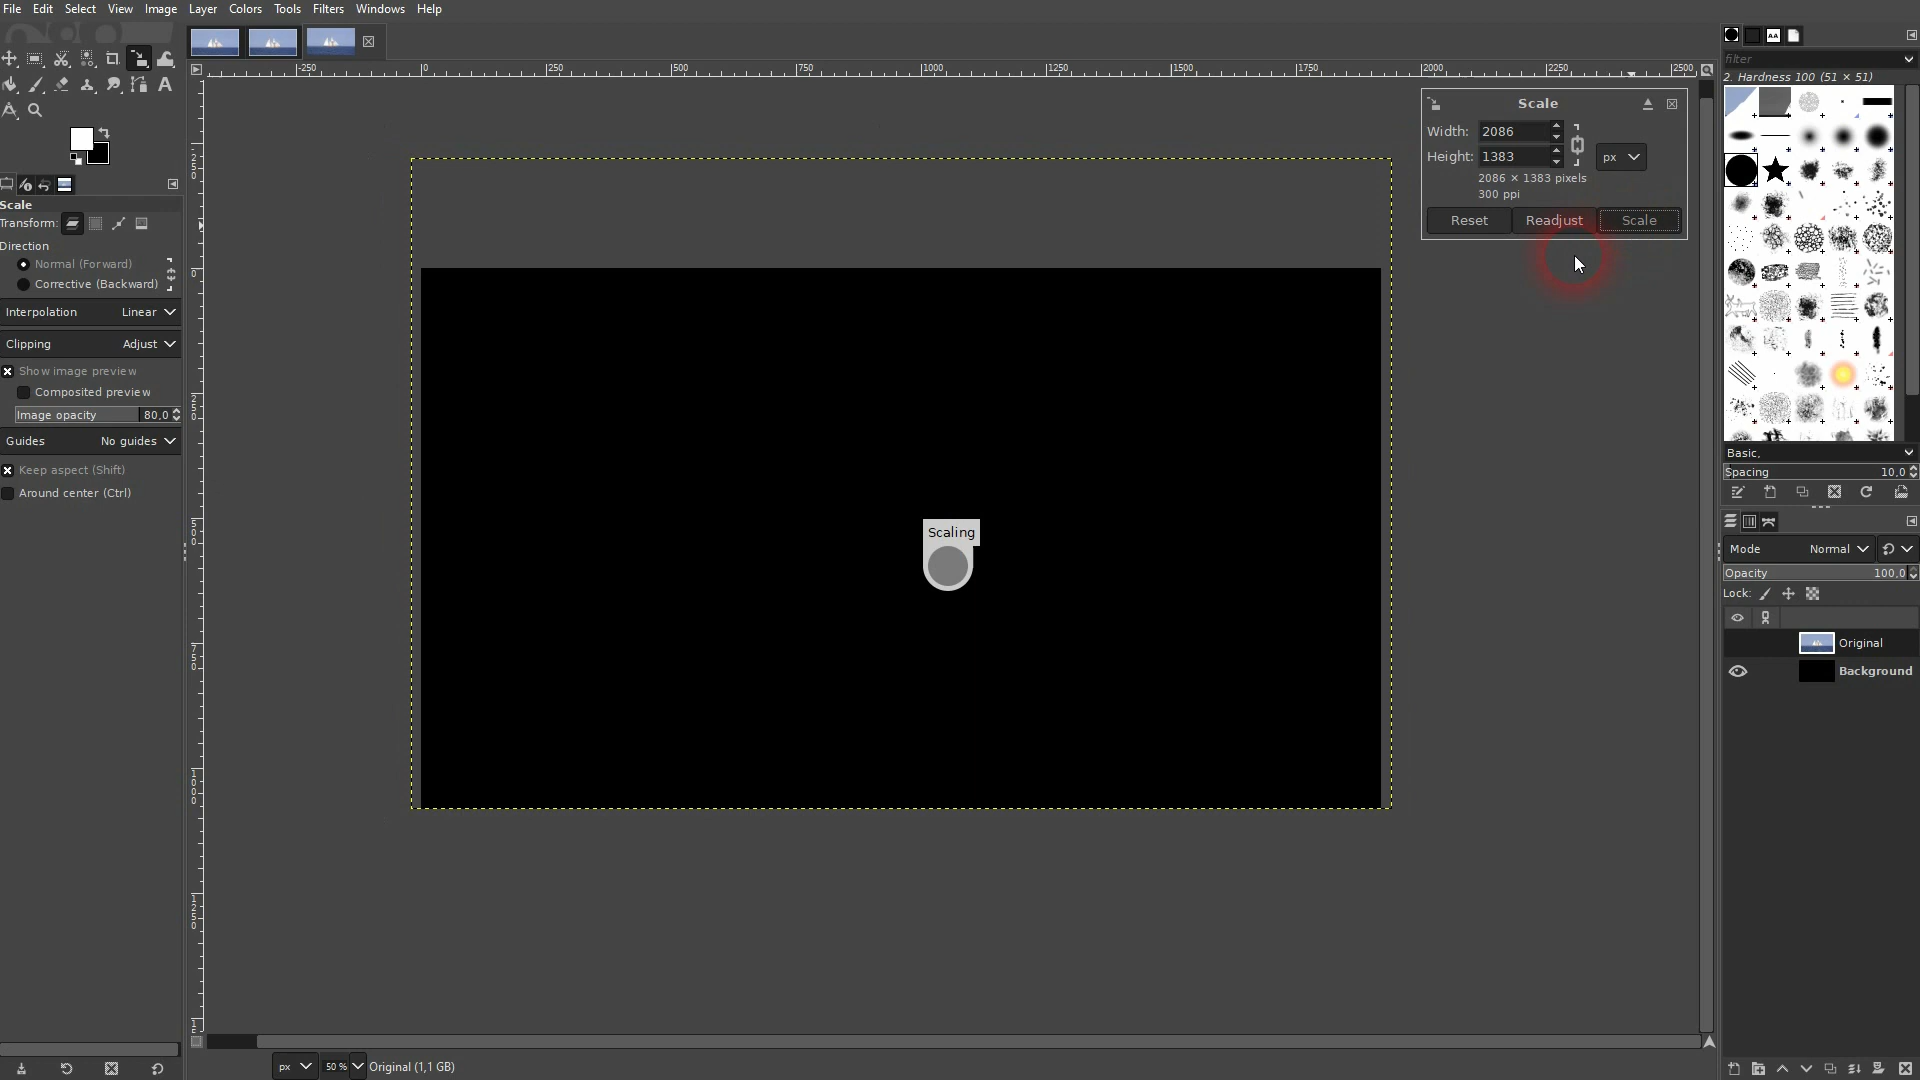 File Edit Select View Image Layer Colors Tools Filters Windows Help
-250 0 250 500 750 1000 1250 1500 1750 2000 2250 2500
filter
2. Hardness 100 (51 × 51)
Scale
Width: 2086
Height: 1383 px
2086 × 1383 pixels
300 ppi
Reset Readjust Scale
Scale
Transform:
Direction
Normal (Forward)
Corrective (Backward)
Interpolation Linear
Clipping Adjust
Show image preview
Composited preview
Image opacity 80,0
Guides No guides
Keep aspect (Shift)
Around center (Ctrl)
Scaling
Basic,
Spacing 10,0
Mode Normal
Opacity 100,0
Lock:
Original
Background
px 50 % Original (1,1 GB)